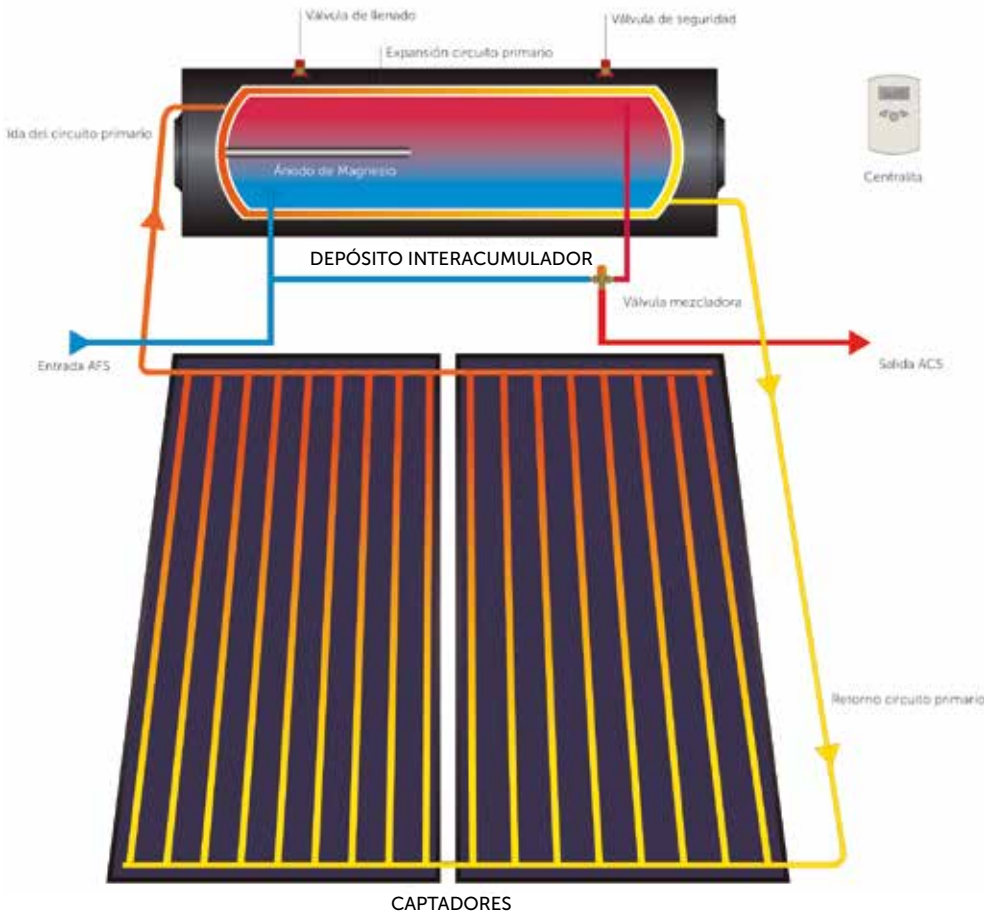 Válvula de llenado
Válvula de seguridad
Expansión circuito primario
ida del circuito primario
Ánodo de Magnesio
Centralita
DEPÓSITO INTERACUMULADOR
Válvula mezcladora
Entrada AFS
Salida ACS
Retorno circuito primario
CAPTADORES